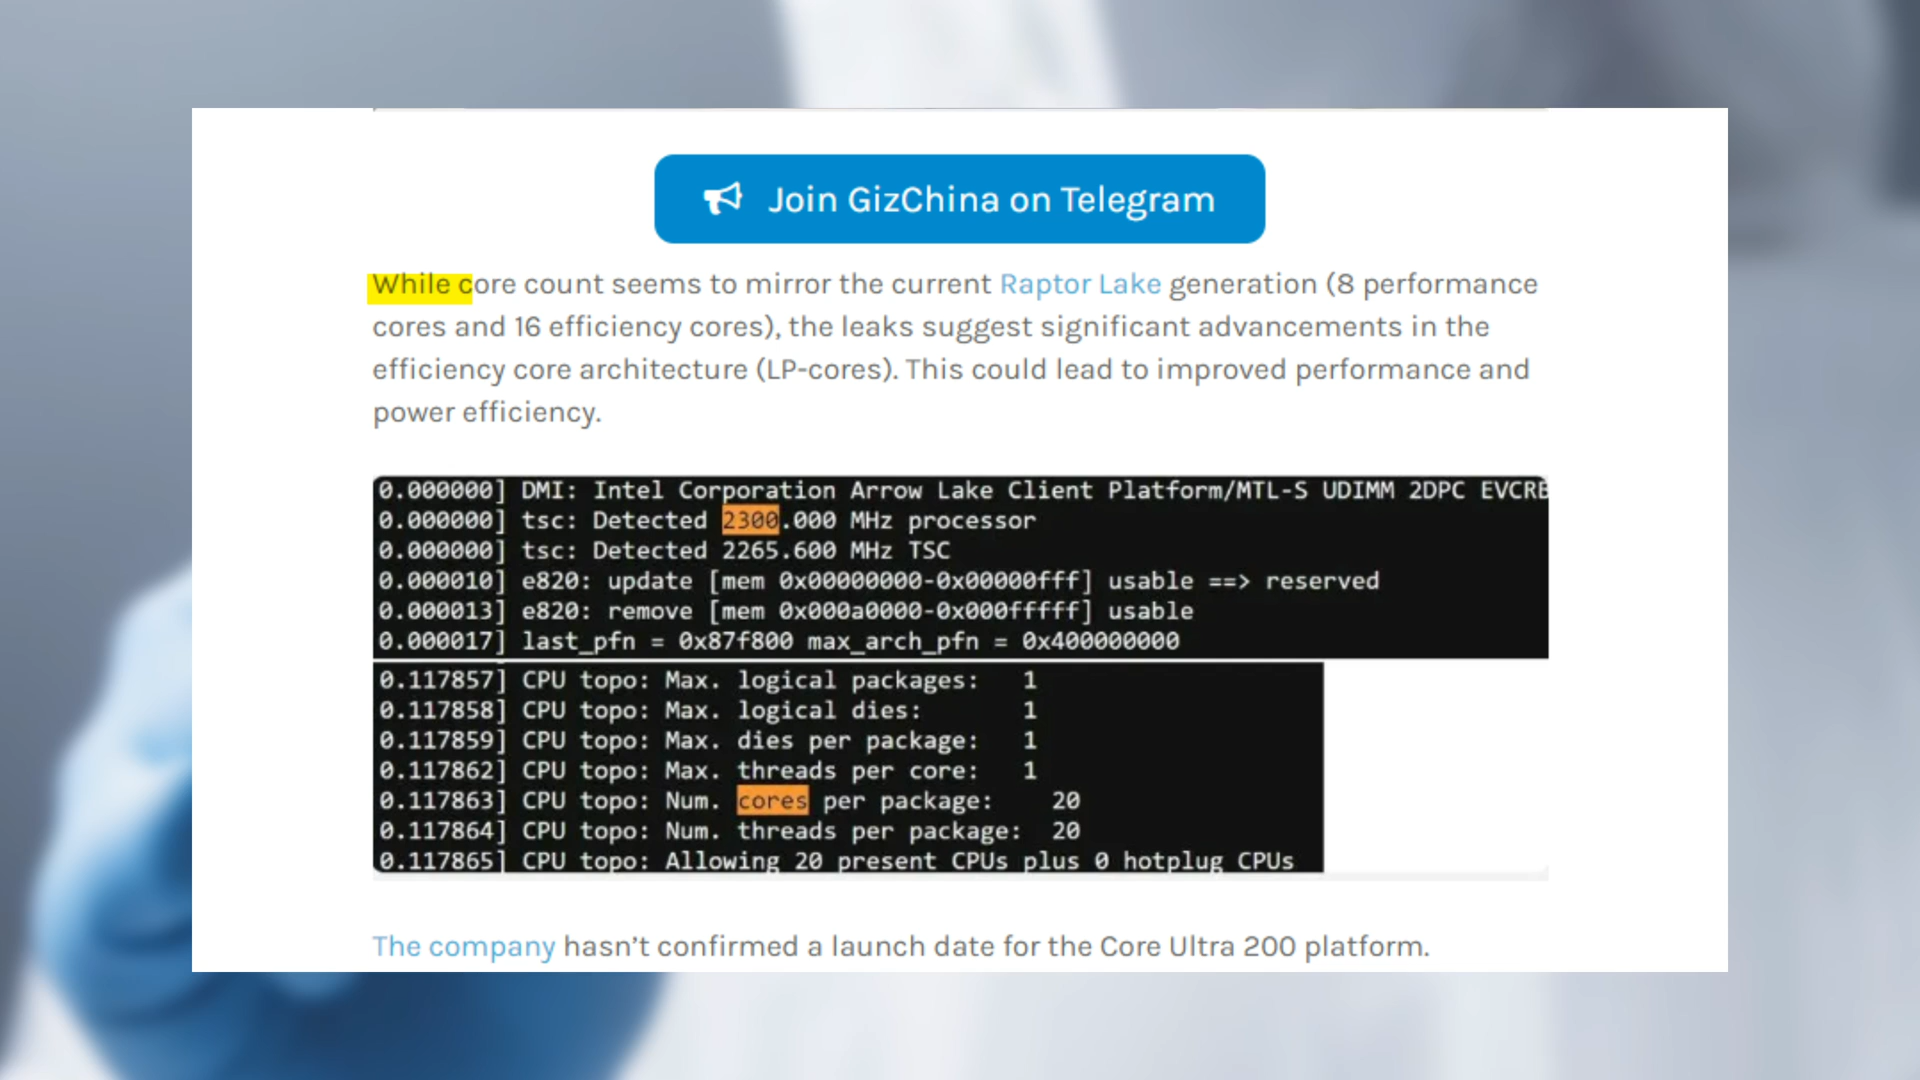 Join GizChina on Telegram
While core count seems to mirror the current Raptor Lake generation (8 performance
cores and 16 efficiency cores), the leaks suggest significant advancements in the
efficiency core architecture (LP-cores). This could lead to improved performance and
power efficiency.
0.000000] DMI: Intel Corporation Arrow Lake Client Platform/MTL-S UDIMM 2DPC EVCRB
0.000000] tsc: Detected 2300.000 MHz processor
0.000000] tsc: Detected 2265.600 MHz TSC
0.000010] e820: update [mem 0x00000000-0x00000fff] usable ==> reserved
0.000013] e820: remove [mem 0x000a0000-0x000fffff] usable
0.000017] last_pfn = 0x87f800 max_arch_pfn = 0x400000000
0.117857] CPU topo: Max. logical packages: 1
0.117858] CPU topo: Max. logical dies: 1
0.117859] CPU topo: Max. dies per package: 1
0.117862] CPU topo: Max. threads per core: 1
0.117863] CPU topo: Num. cores per package: 20
0.117864] CPU topo: Num. threads per package: 20
0.117865] CPU topo: Allowing 20 present CPUs plus 0 hotplug CPUs
The company hasn't confirmed a launch date for the Core Ultra 200 platform.